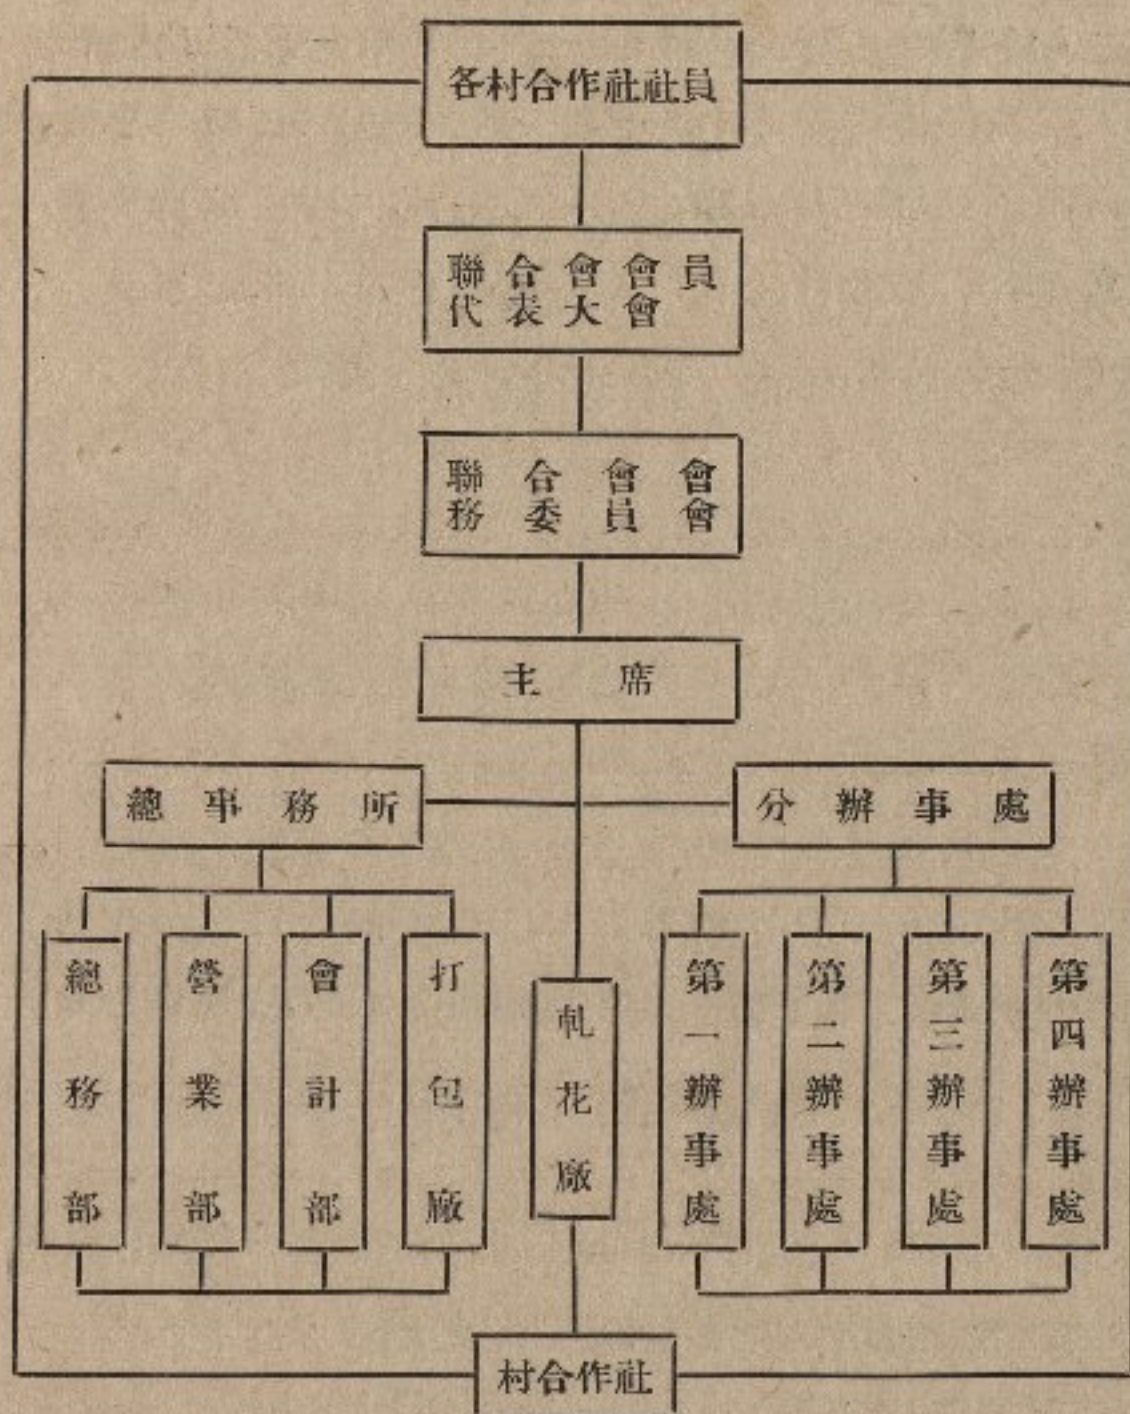 各村合作社社員
聯合會會員
代表大會
聯合會會
務委員會
主席
總事務所
分辦事處
總務部
營業部
會計部
打包廠
軋花廠
第一辦事處
第二辦事處
第三辦事處
第四辦事處
村合作社